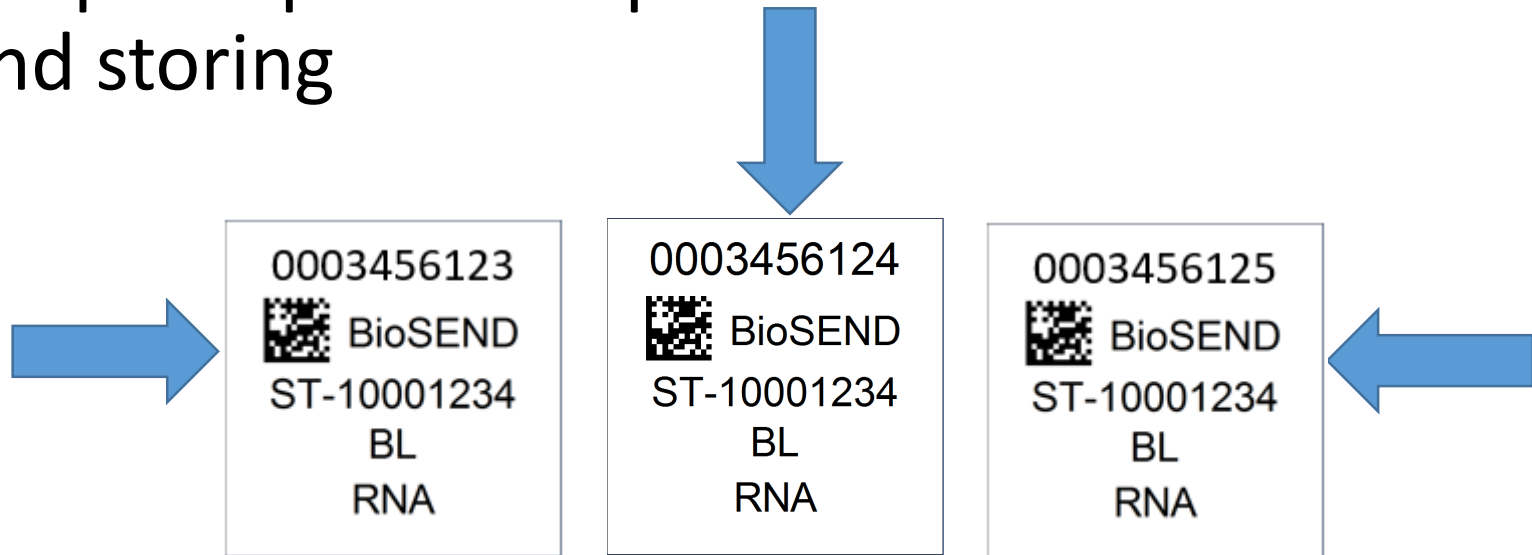 nd storing
0003456123
BioSEND
ST-10001234
BL
RNA
0003456124
BioSEND
ST-10001234
BL
RNA
0003456125
BioSEND
ST-10001234
BL
RNA